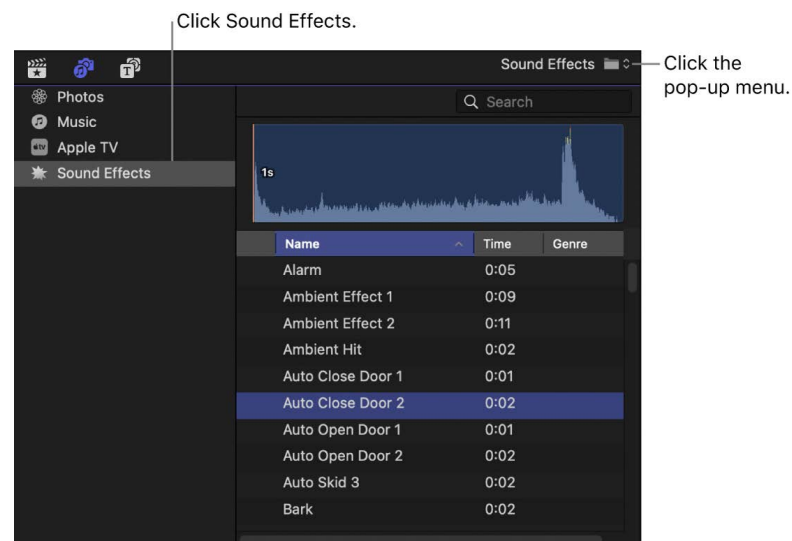 Click Sound Effects.
Sound Effects
Click the
pop-up menu.
Photos
Music
Apple TV
Sound Effects
Search
1s
Name Time Genre
Alarm 0:05
Ambient Effect 1 0:09
Ambient Effect 2 0:11
Ambient Hit 0:02
Auto Close Door 1 0:01
Auto Close Door 2 0:02
Auto Open Door 1 0:01
Auto Open Door 2 0:02
Auto Skid 3 0:02
Bark 0:02